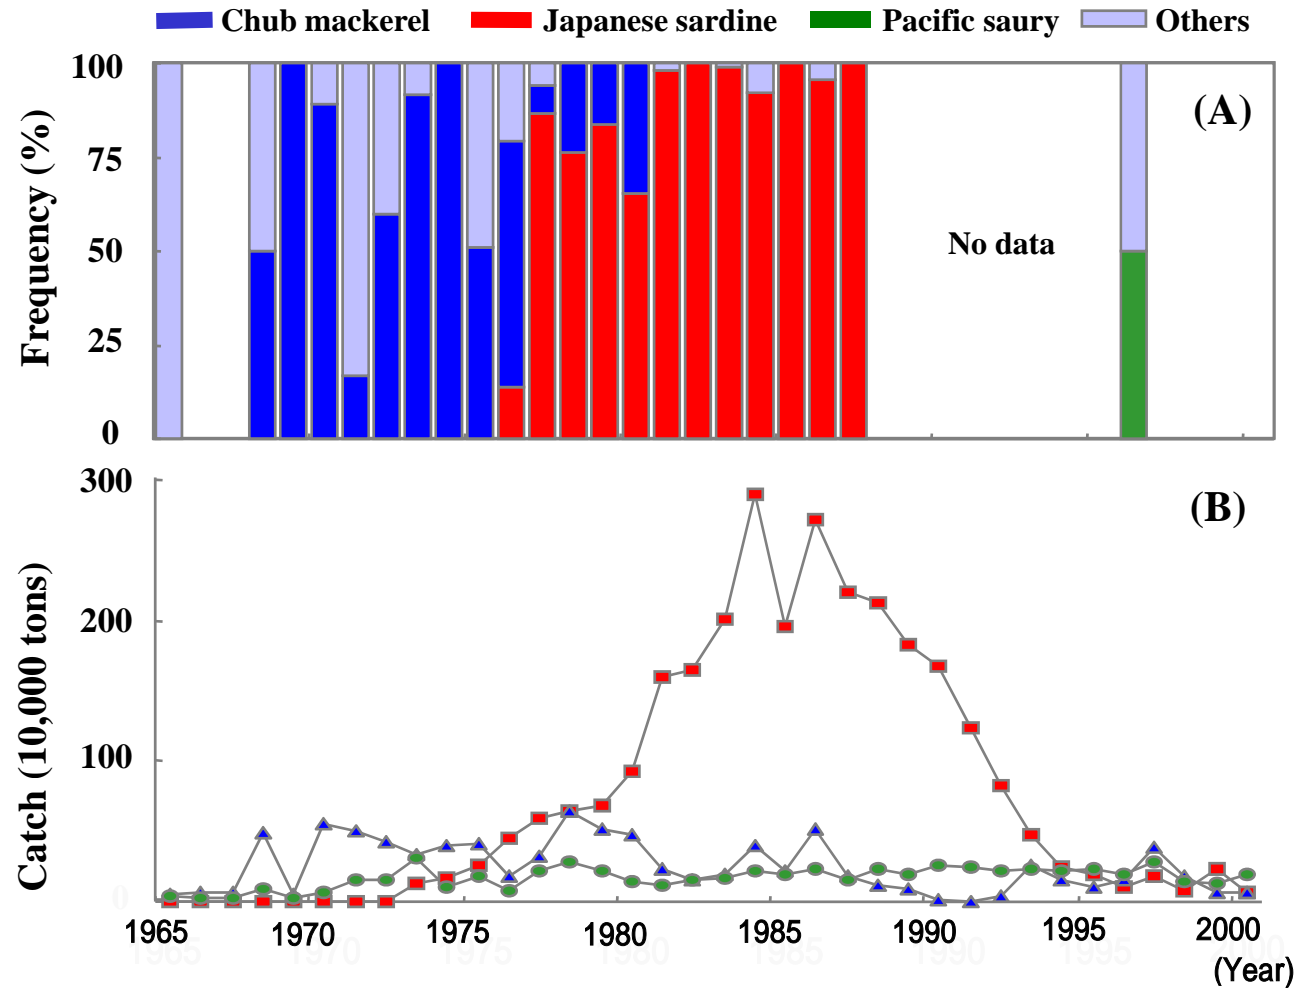 Chub mackerel Japanese sardine Pacific saury Others
100
75
50
25
0
Frequency (%)
(A)
No data
300
200
100
0
Catch (10,000 tons)
(B)
1965 1970 1975 1980 1985 1990 1995 2000
(Year)